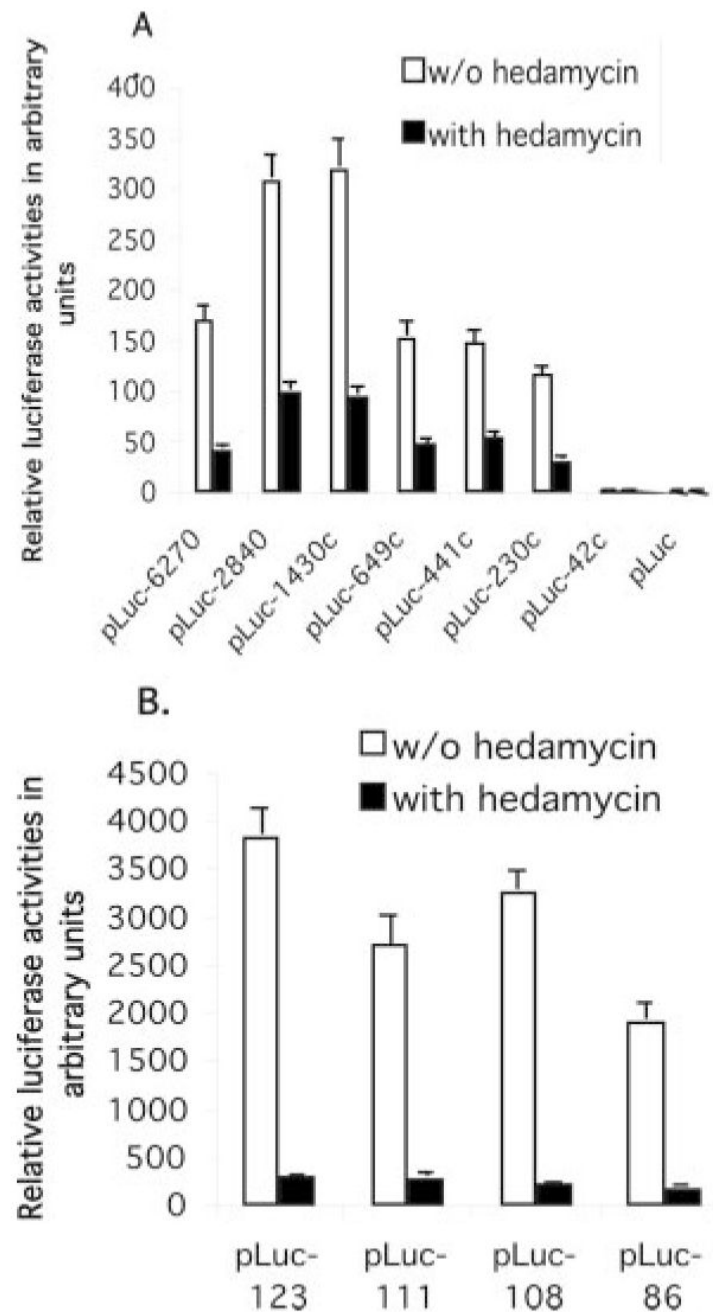 A
w/o hedamycin
with hedamycin
Relative luciferase activities in arbitrary
units
400
350
300
250
200
150
100
50
0
pLuc-6270
pLuc-2840
pLuc-1430c
pLuc-649c
pLuc-441c
pLuc-230c
pLuc-42c
pLuc
B.
w/o hedamycin
with hedamycin
Relative luciferase activities in
arbitrary units
4500
4000
3500
3000
2500
2000
1500
1000
500
0
pLuc-
123
pLuc-
111
pLuc-
108
pLuc-
86